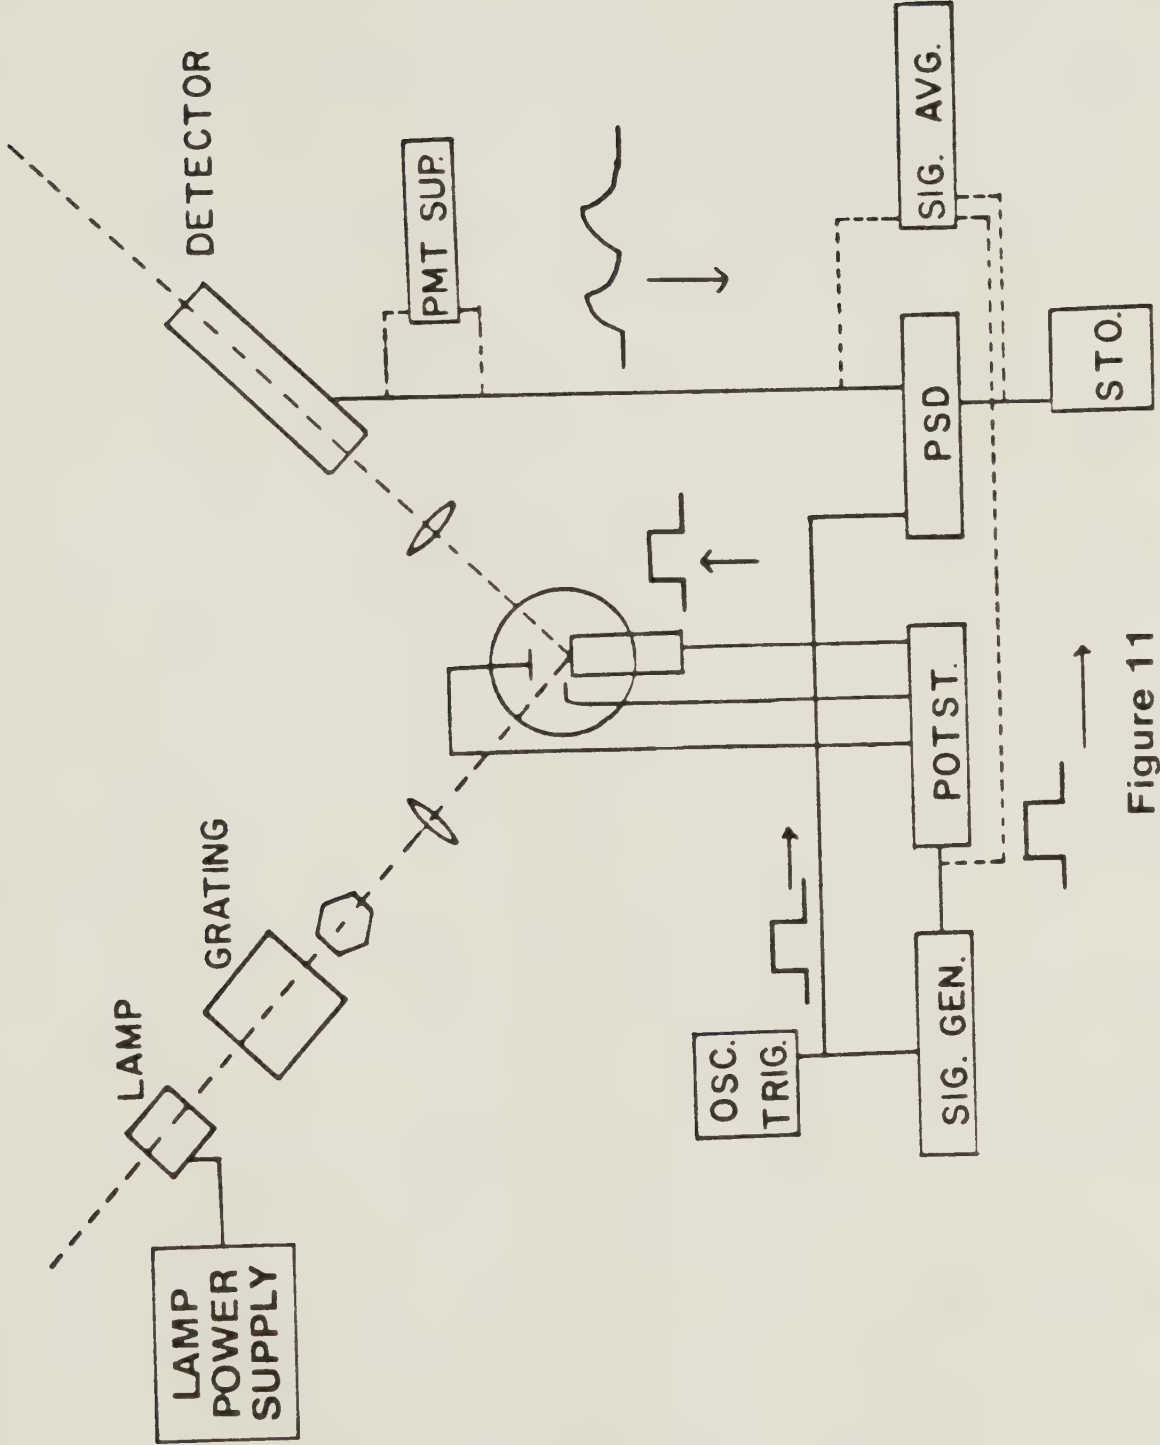 LAMP
POWER
SUPPLY
LAMP
GRATING
DETECTOR
PMT SUP.
OSC.
TRIG.
SIG. GEN.
POTST.
PSD
SIG. AVG.
STO.
Figure 11